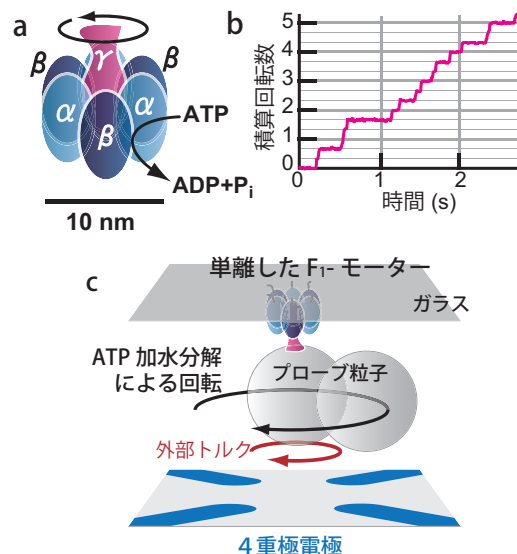 a
γ
β
β
α
α
β
ATP
ADP+Pi
10 nm
b
積算回転数
5
4
3
2
1
0
0
1
2
時間 (s)
c
単離した F₁- モーター
ガラス
ATP 加水分解
による回転
プローブ粒子
外部トルク
４重極電極